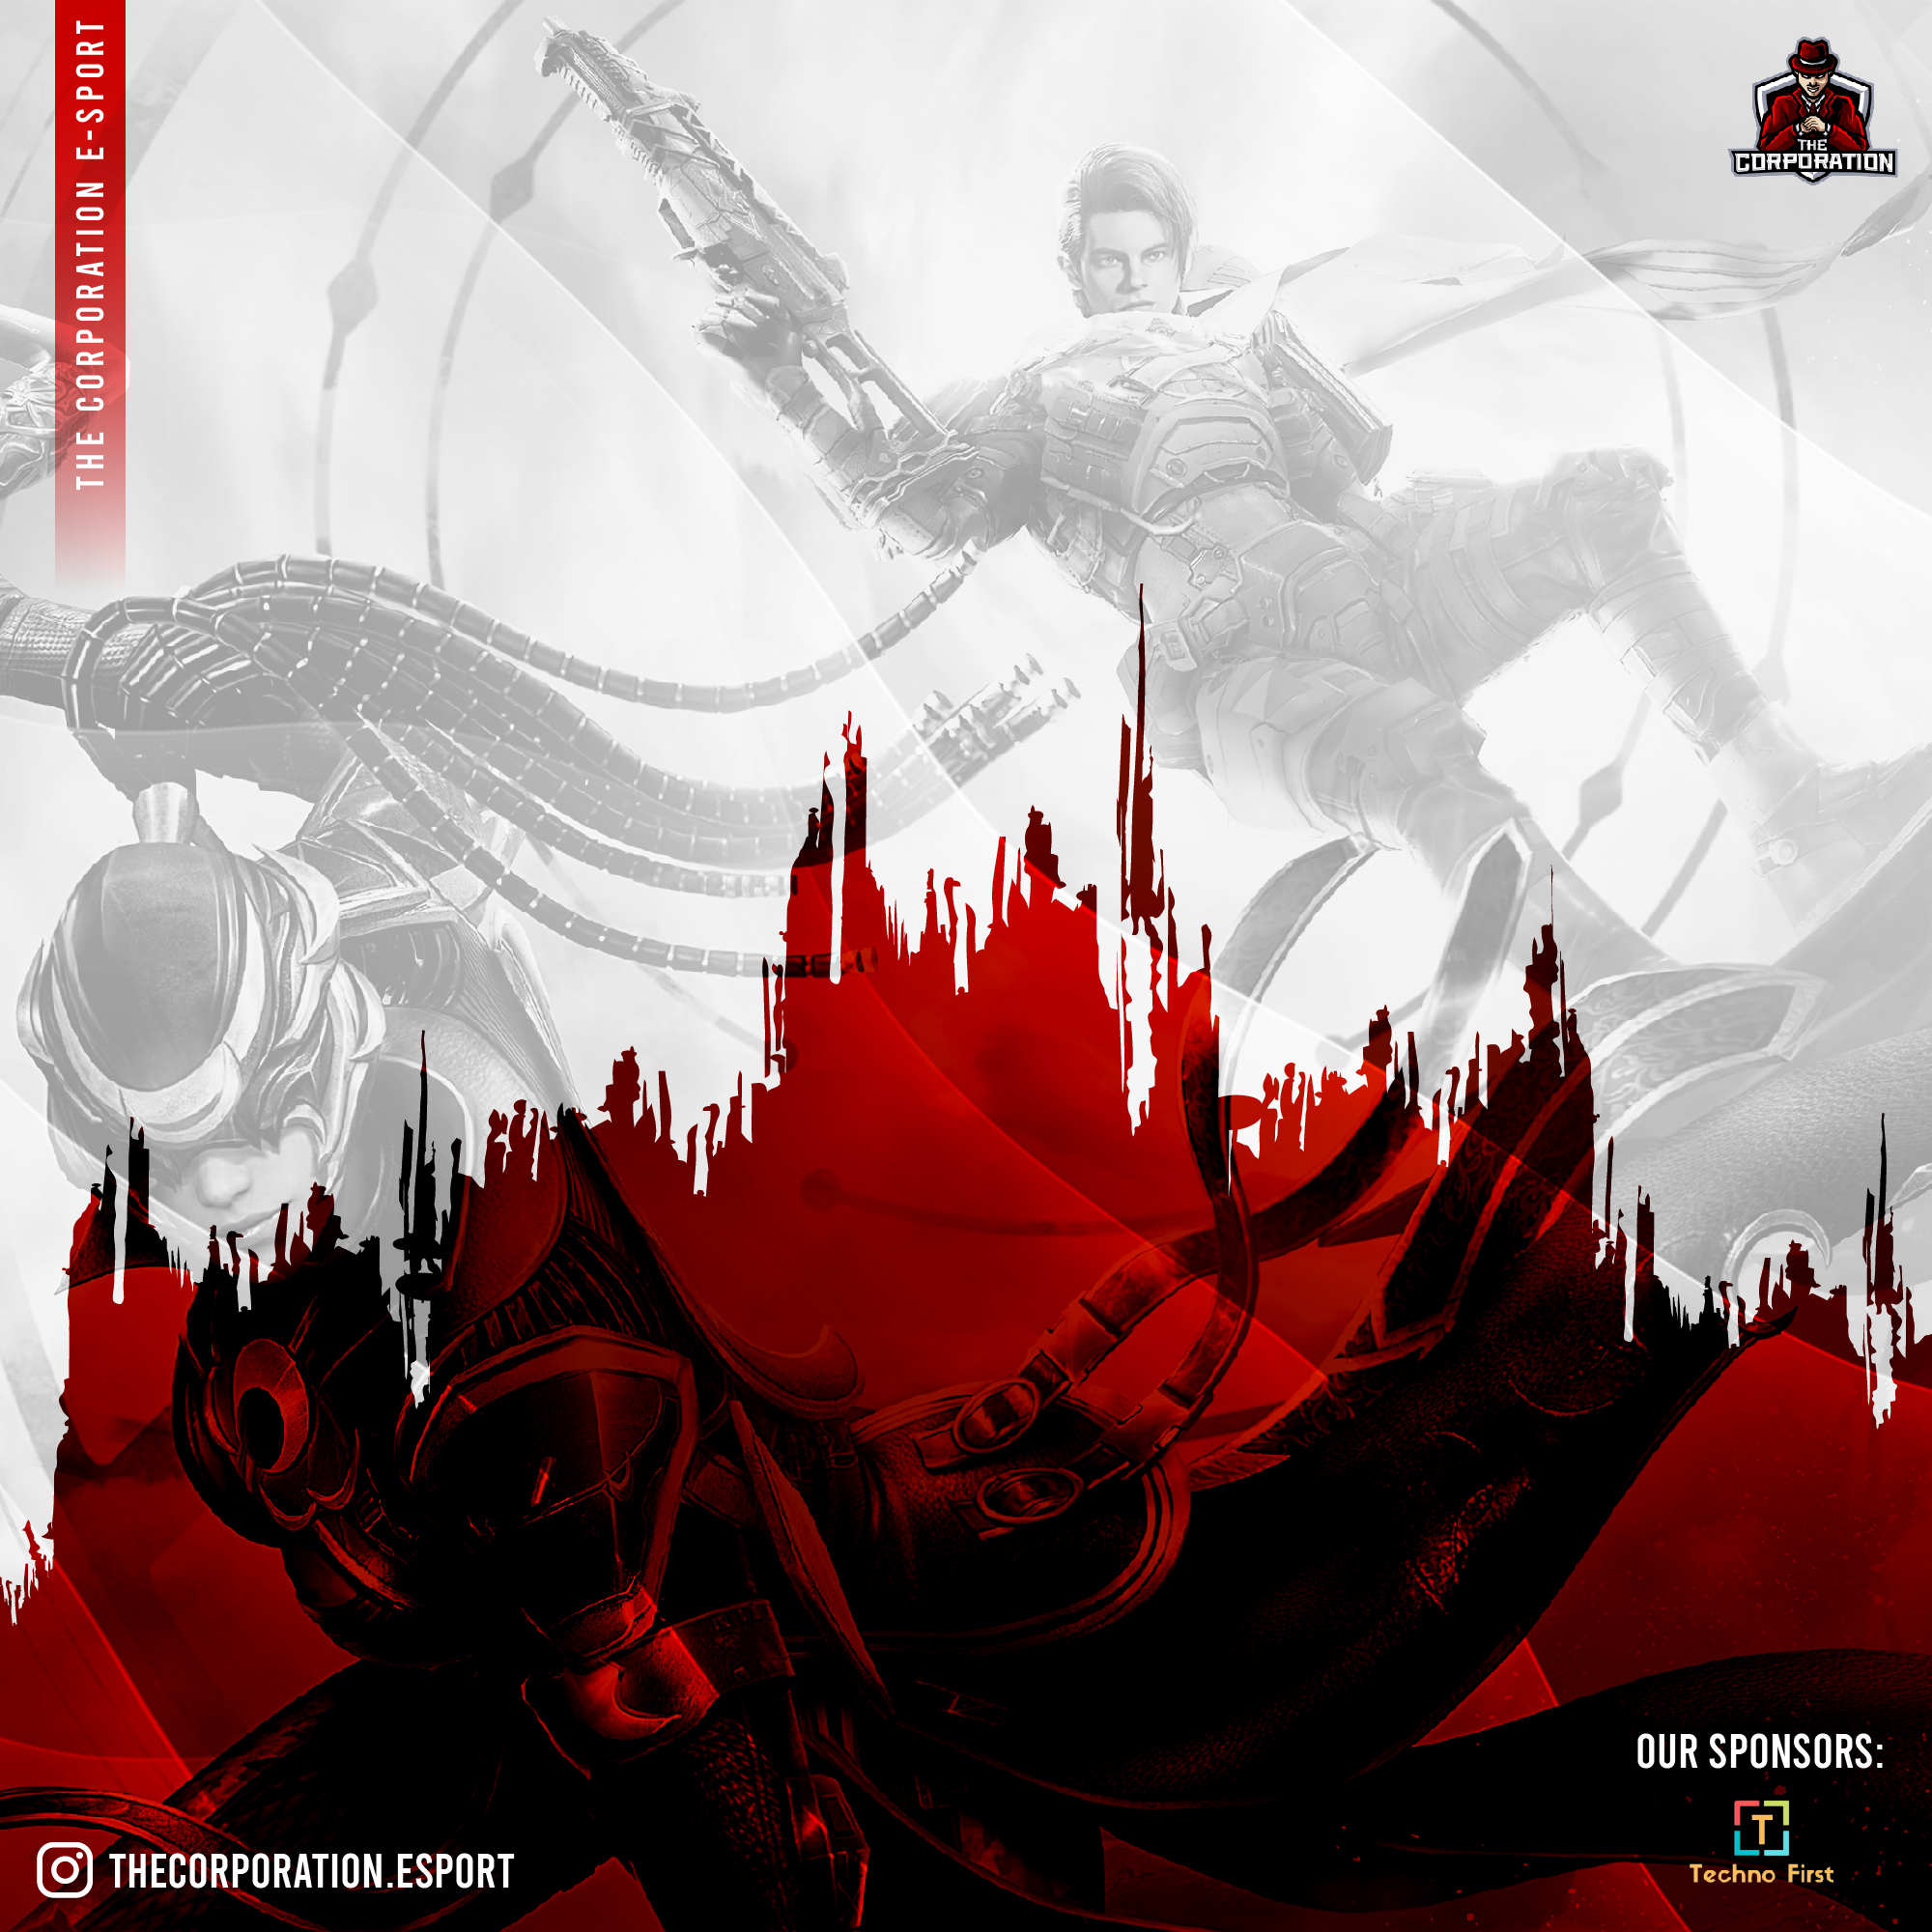 THE CORPORATION E-SPORT
THE
CORPORATION
OUR SPONSORS:
T
Techno First
THECORPORATION.ESPORT